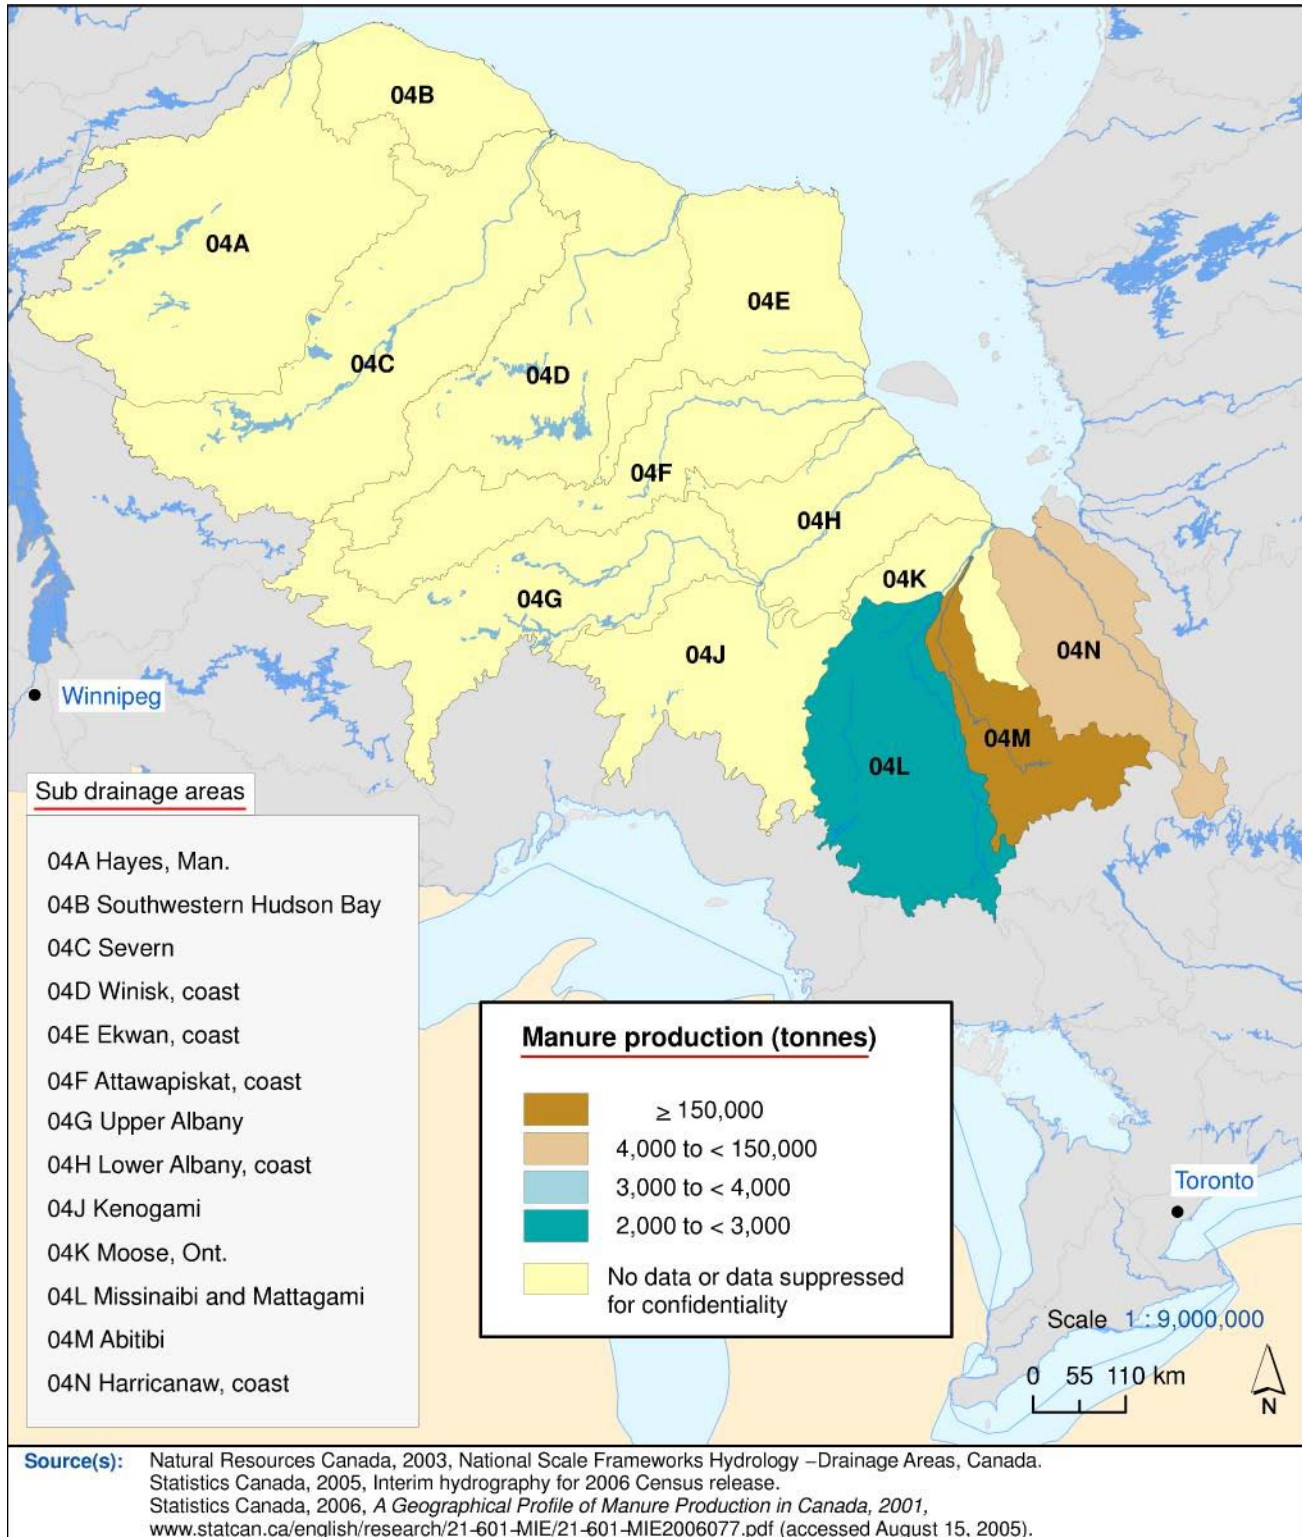 04B
04A
04E
04C
04D
04F
04H
04K
04G
04J
04N
Winnipeg
04M
04L
Sub drainage areas
04A Hayes, Man.
04B Southwestern Hudson Bay
04C Severn
04D Winisk, coast
04E Ekwan, coast
04F Attawapiskat, coast
04G Upper Albany
04H Lower Albany, coast
04J Kenogami
04K Moose, Ont.
04L Missinaibi and Mattagami
04M Abitibi
04N Harricanaw, coast
Manure production (tonnes)
≥ 150,000
4,000 to < 150,000
3,000 to < 4,000
2,000 to < 3,000
No data or data suppressed
for confidentiality
Toronto
Scale 1 : 9,000,000
0 55 110 km
N
Source(s): Natural Resources Canada, 2003, National Scale Frameworks Hydrology –Drainage Areas, Canada.
Statistics Canada, 2005, Interim hydrography for 2006 Census release.
Statistics Canada, 2006, A Geographical Profile of Manure Production in Canada, 2001,
www.statcan.ca/english/research/21-601-MIE/21-601-MIE2006077.pdf (accessed August 15, 2005).